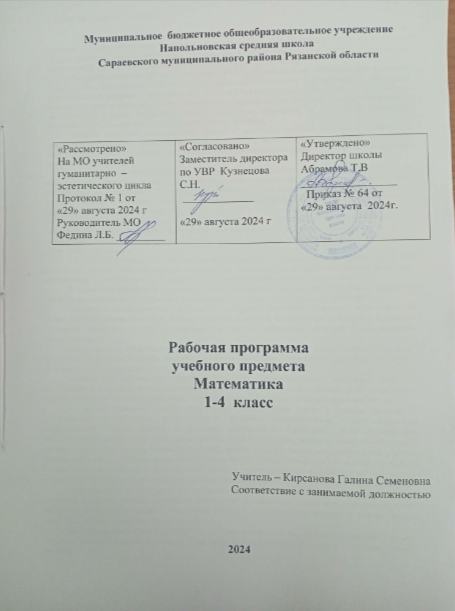 Муниципальное бюджетное общеобразовательное учреждение
Напольновская средняя школа
Сараевского муниципального района Рязанской области
«Рассмотрено»
На МО учителей
гуманитарно –
эстетического цикла
Протокол № 1 от
«29» августа 2024 г
Руководитель МО
Федина Л.Б.
«Согласовано»
Заместитель директора
по УВР Кузнецова
С.Н.
«29» августа 2024 г
«Утверждено»
Директор школы
Абрамова Т.В
Приказ № 64 от
«29» августа 2024г.
Рабочая программа
учебного предмета
Математика
1-4 класс
Учитель – Кирсанова Галина Семеновна
Соответствие с занимаемой должностью
2024